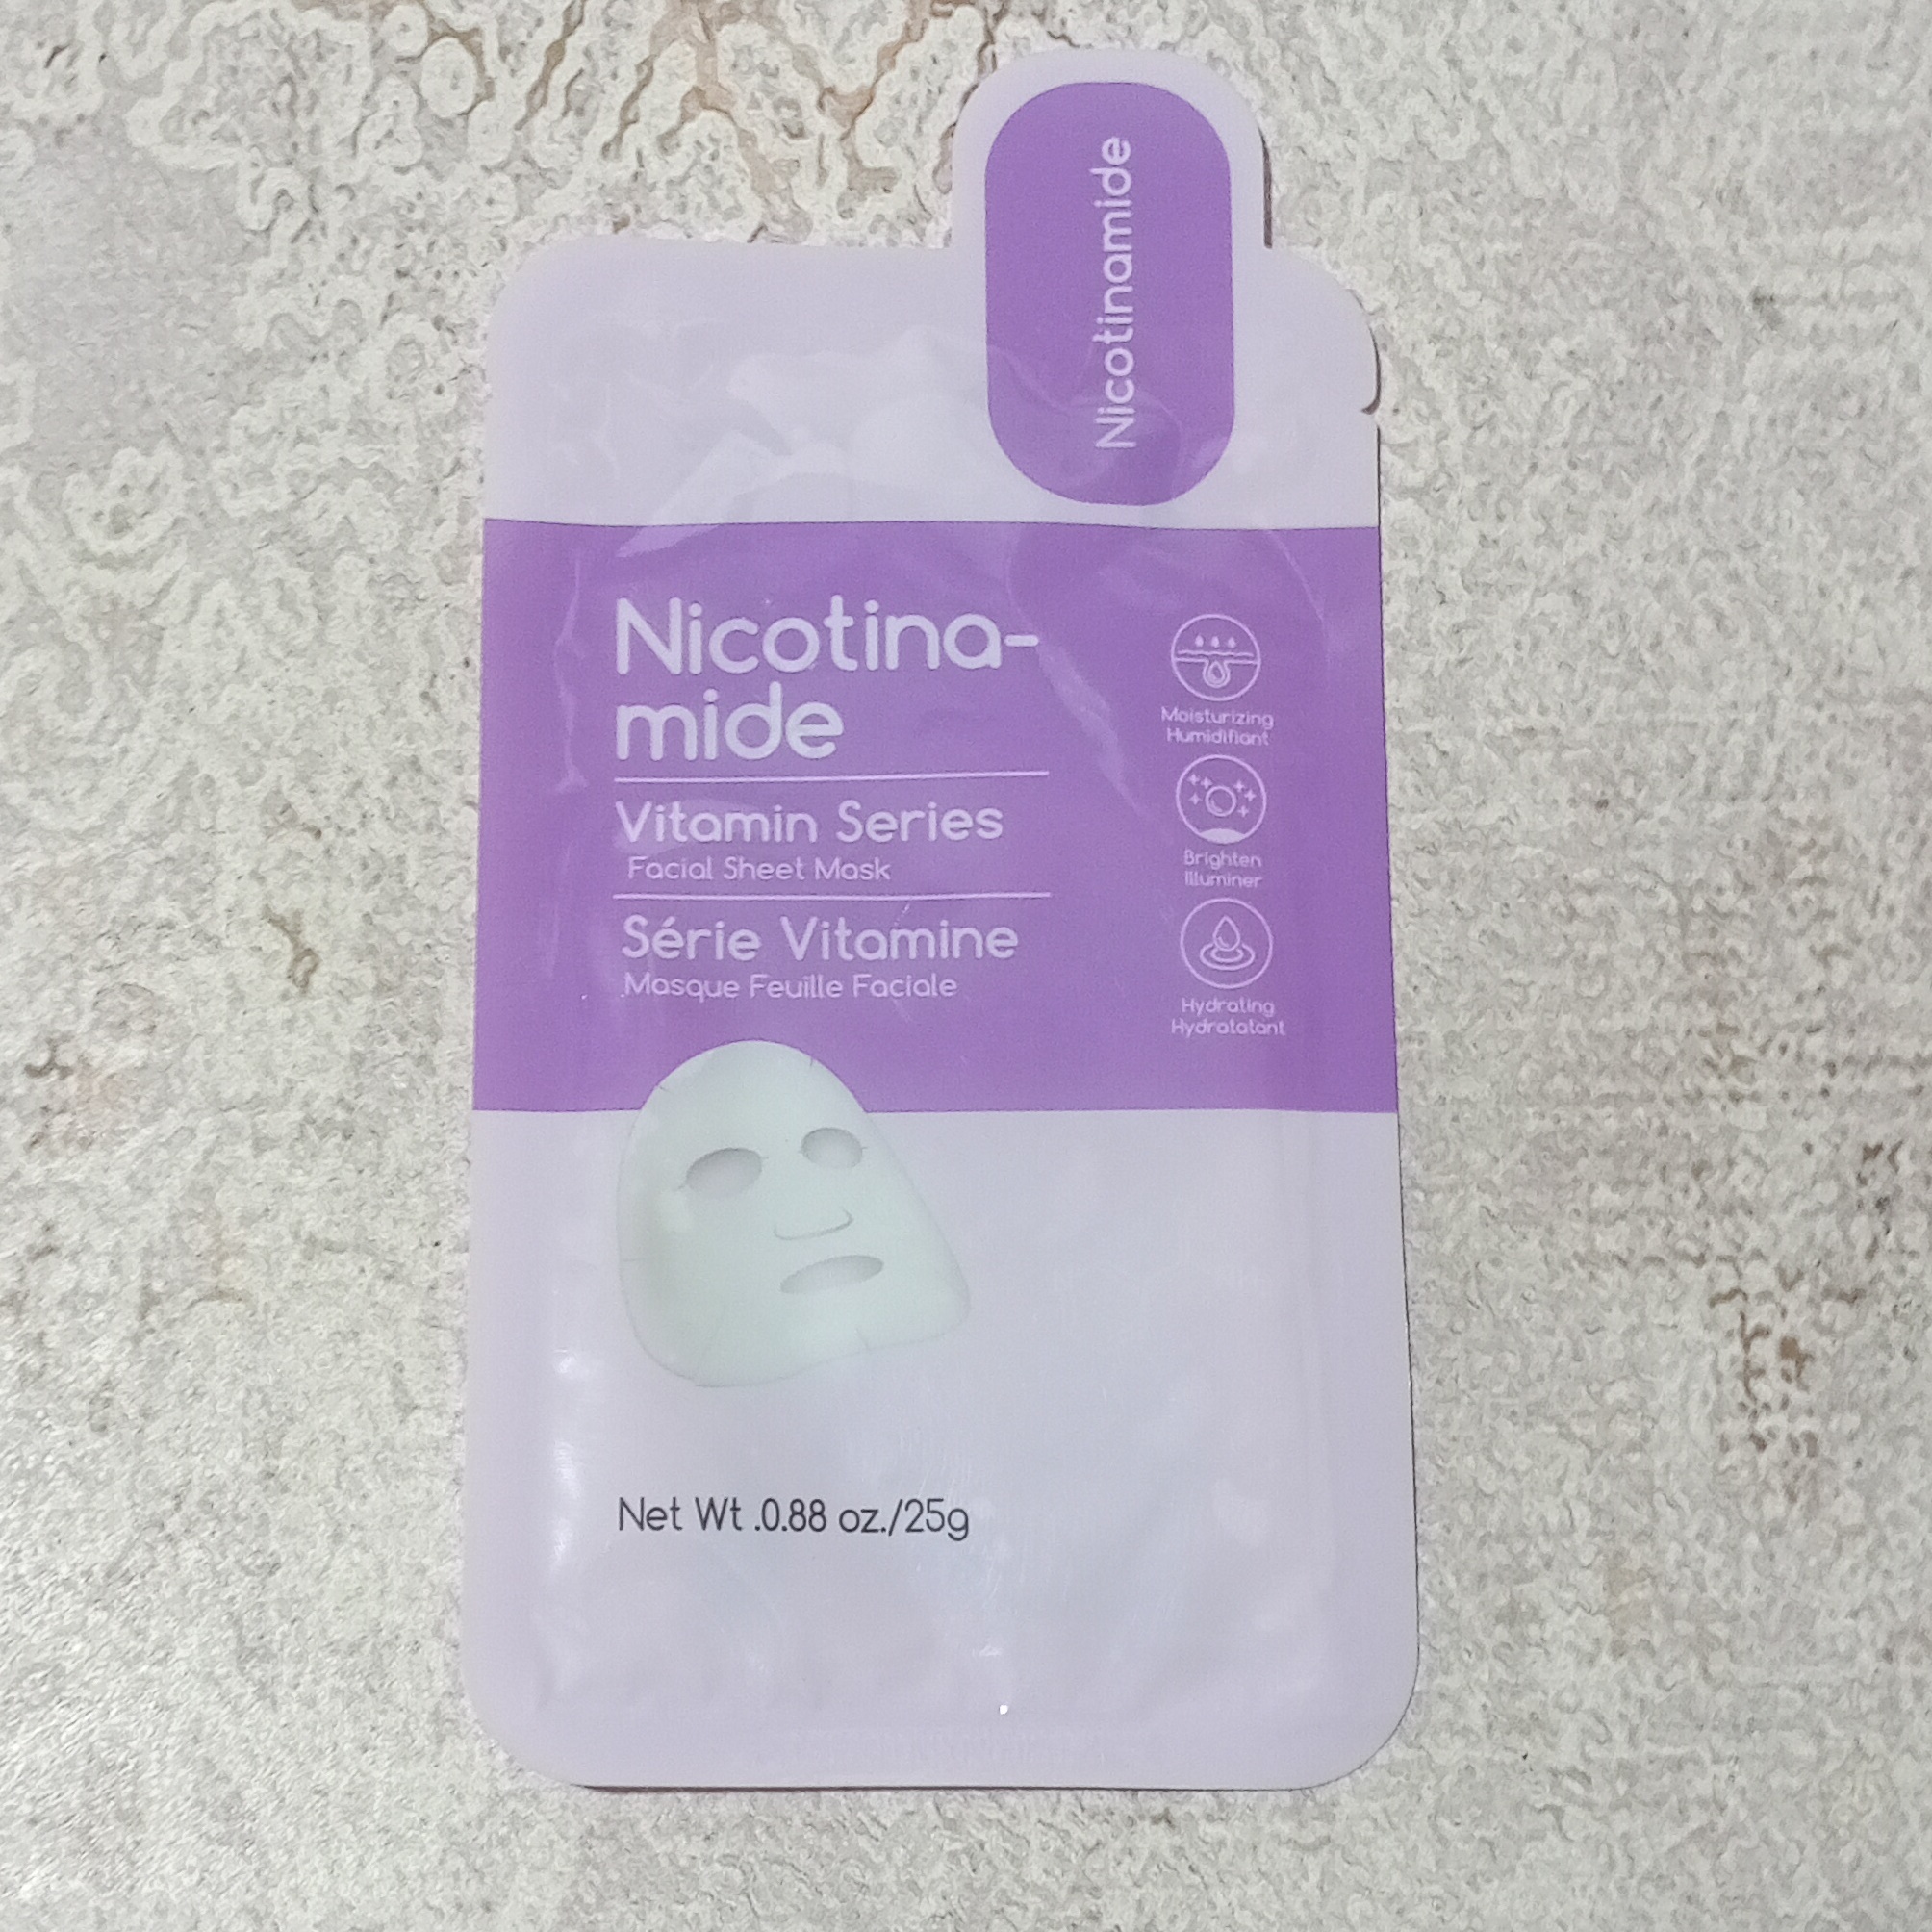 Nicotinamide
Nicotina-
mide
Vitamin Series
Facial Sheet Mask
Série Vitamine
Masque Feuille Faciale
Moisturizing
Humidifiant
Brighten
Illuminer
Hydrating
Hydratatant
Net Wt .0.88 oz./25g